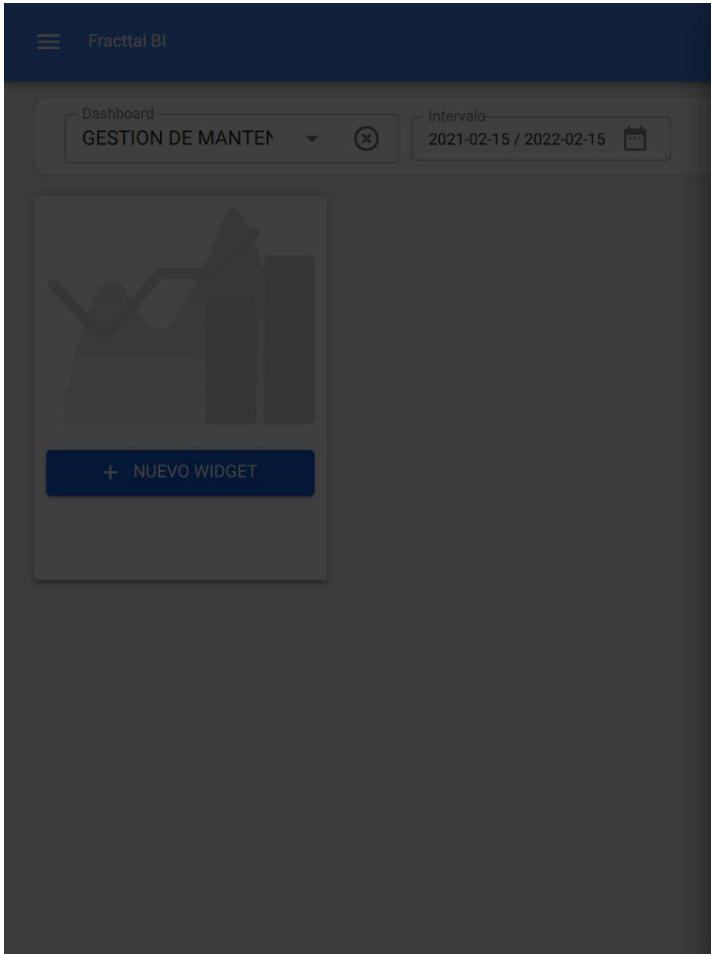 Fracttal BI
Dashboard
GESTION DE MANTEN
Intervalo
2021-02-15 / 2022-02-15
+ NUEVO WIDGET